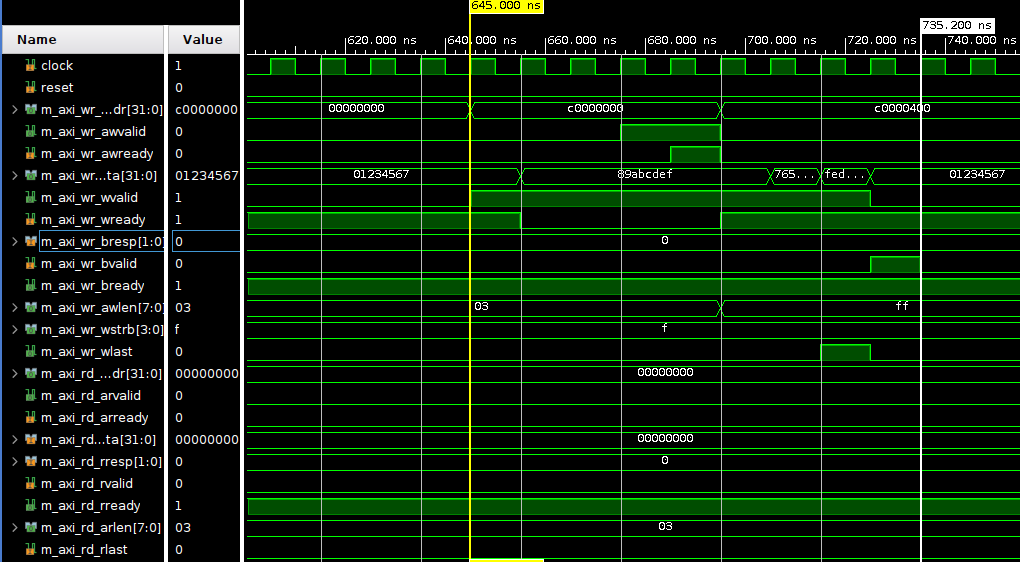 645.000 ns
735.200 ns
Name Value
620.000 ns 640.000 ns 660.000 ns 680.000 ns 700.000 ns 720.000 ns 740.000 ns
clock 1
reset 0
m_axi_wr_...dr[31:0] c0000000 00000000 c0000000 c0000400
m_axi_wr_awvalid 0
m_axi_wr_awready 0
m_axi_wr...ta[31:0] 01234567 01234567 89abcdef 765... fed... 01234567
m_axi_wr_wvalid 1
m_axi_wr_wready 1
m_axi_wr_bresp[1:0] 0 0
m_axi_wr_bvalid 0
m_axi_wr_bready 1
m_axi_wr_awlen[7:0] 03 03 ff
m_axi_wr_wstrb[3:0] f f
m_axi_wr_wlast 0
m_axi_rd_...dr[31:0] 00000000 00000000
m_axi_rd_arvalid 0
m_axi_rd_arready 0
m_axi_rd...ta[31:0] 00000000 00000000
m_axi_rd_rresp[1:0] 0 0
m_axi_rd_rvalid 0
m_axi_rd_rready 1
m_axi_rd_arlen[7:0] 03 03
m_axi_rd_rlast 0